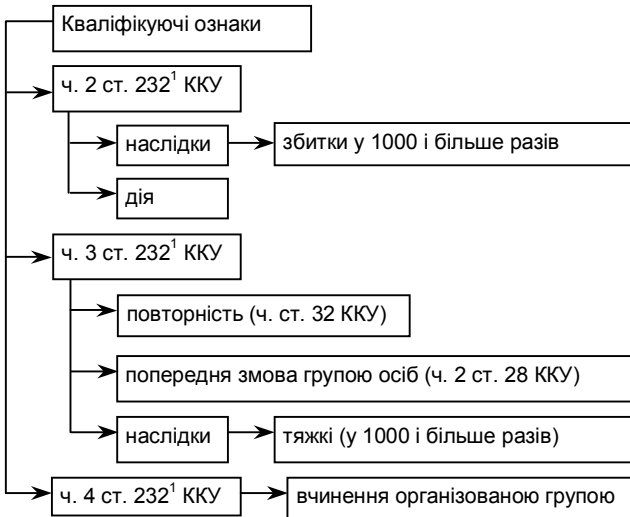 Кваліфікуючі ознаки
ч. 2 ст. 232¹ ККУ
наслідки
збитки у 1000 і більше разів
дія
ч. 3 ст. 232¹ ККУ
повторність (ч. ст. 32 ККУ)
попередня змова групою осіб (ч. 2 ст. 28 ККУ)
наслідки
тяжкі (у 1000 і більше разів)
ч. 4 ст. 232¹ ККУ
вчинення організованою групою